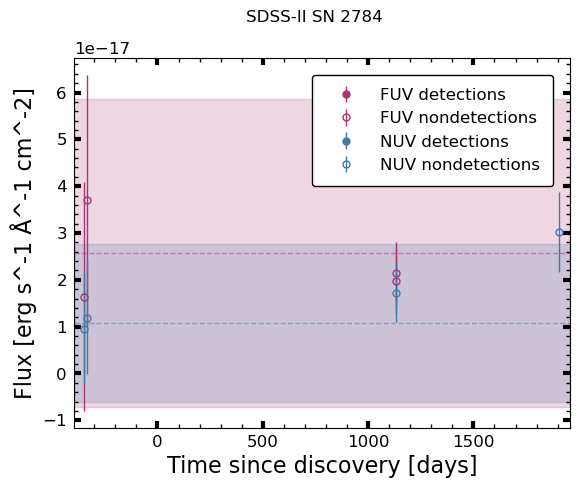 SDSS-II SN 2784
1e−17
FUV detections
FUV nondetections
NUV detections
NUV nondetections
6
5
4
3
2
1
0
−1
Flux [erg s^-1 Å^-1 cm^-2]
0 500 1000 1500
Time since discovery [days]